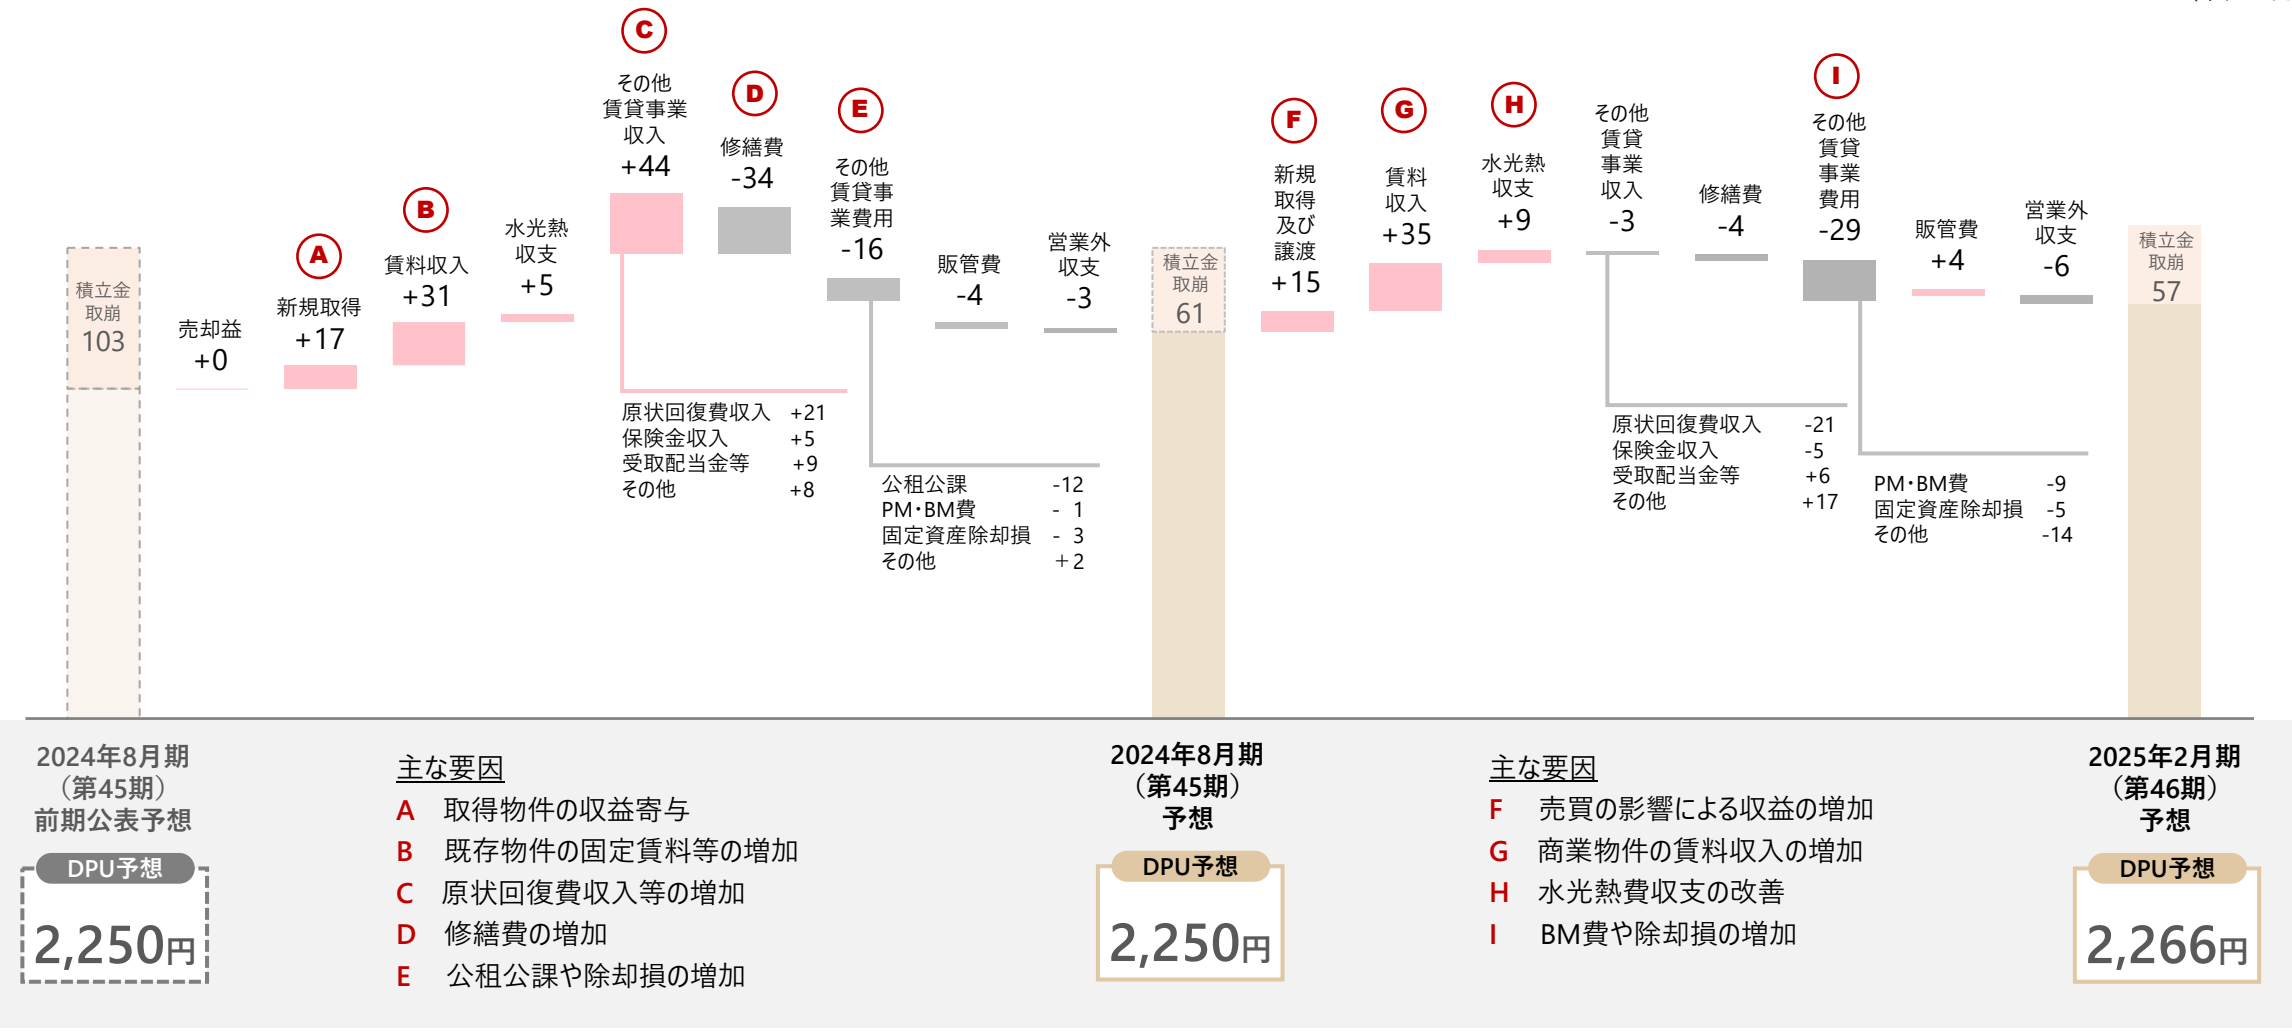 積立金
取崩
103
売却益
+0
A
新規取得
+17
B
賃料収入
+31
水光熱
収支
+5
C
その他
賃貸事業
収入
+44
原状回復費収入 +21
保険金収入 +5
受取配当金等 +9
その他 +8
D
修繕費
-34
E
その他
賃貸事
業費用
-16
公租公課 -12
PM・BM費 - 1
固定資産除却損 - 3
その他 +2
販管費
-4
営業外
収支
-3
積立金
取崩
61
F
新規
取得
及び
譲渡
+15
G
賃料
収入
+35
H
水光熱
収支
+9
その他
賃貸
事業
収入
-3
原状回復費収入 -21
保険金収入 -5
受取配当金等 +6
その他 +17
修繕費
-4
I
その他
賃貸
事業
費用
-29
PM・BM費 -9
固定資産除却損 -5
その他 -14
販管費
+4
営業外
収支
-6
積立金
取崩
57
2024年8月期
（第45期）
前期公表予想
DPU予想
2,250円
主な要因
A 取得物件の収益寄与
B 既存物件の固定賃料等の増加
C 原状回復費収入等の増加
D 修繕費の増加
E 公租公課や除却損の増加
2024年8月期
（第45期）
予想
DPU予想
2,250円
主な要因
F 売買の影響による収益の増加
G 商業物件の賃料収入の増加
H 水光熱費収支の改善
I BM費や除却損の増加
2025年2月期
（第46期）
予想
DPU予想
2,266円